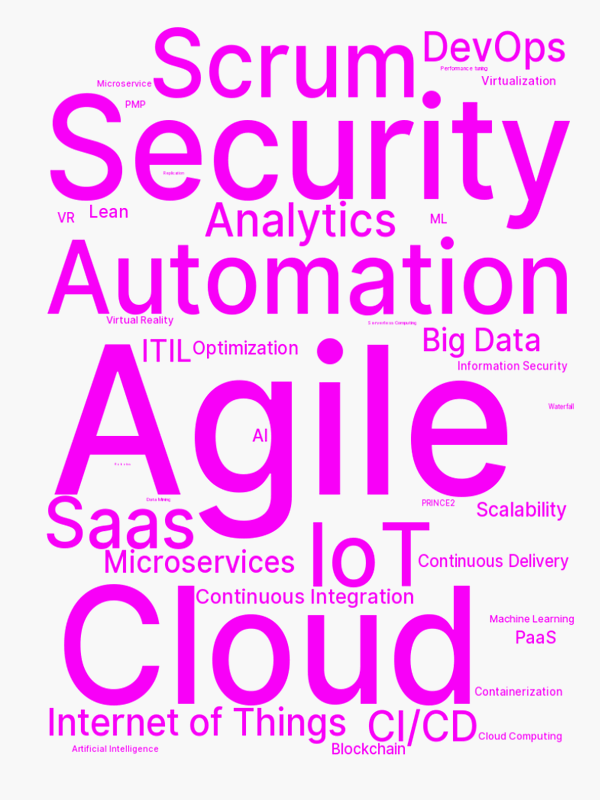 Scrum
DevOps
Performance tuning
Microservice
Virtualization
PMP
Security
Replication
VR
Lean
Analytics
ML
Automation
Virtual Reality
Serverless Computing
ITIL
Optimization
Big Data
Information Security
Agile
Waterfall
AI
Data Mining
PRINCE2
Saas
Scalability
IoT
Microservices
Continuous Delivery
Cloud
Continuous Integration
Machine Learning
PaaS
Containerization
Internet of Things
CI/CD
Cloud Computing
Artificial Intelligence
Blockchain